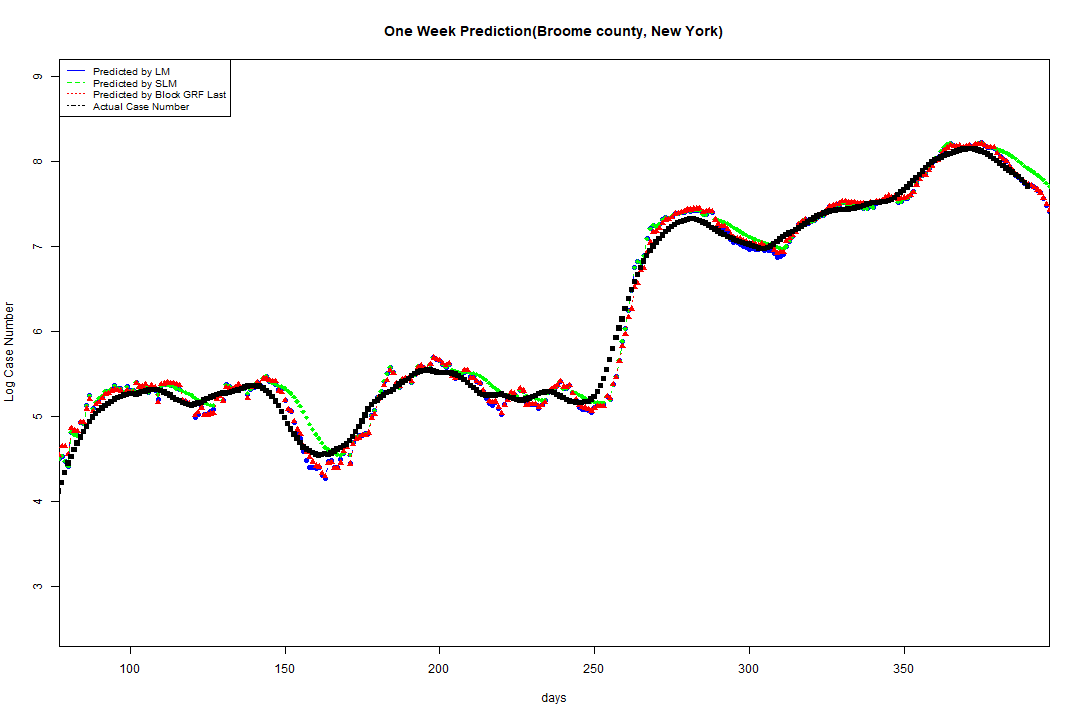 One Week Prediction(Broome county, New York)
Predicted by LM
Predicted by SLM
Predicted by Block GRF Last
Actual Case Number
9
8
7
6
5
4
3
Log Case Number
100 150 200 250 300 350
days